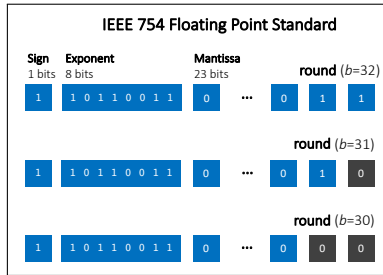 IEEE 754 Floating Point Standard
Sign Exponent Mantissa
1 bits 8 bits 23 bits
round (b=32)
1 1 0 1 1 0 0 1 1 0 ... 0 1 1
round (b=31)
1 1 0 1 1 0 0 1 1 0 ... 0 1 0
round (b=30)
1 1 0 1 1 0 0 1 1 0 ... 0 0 0